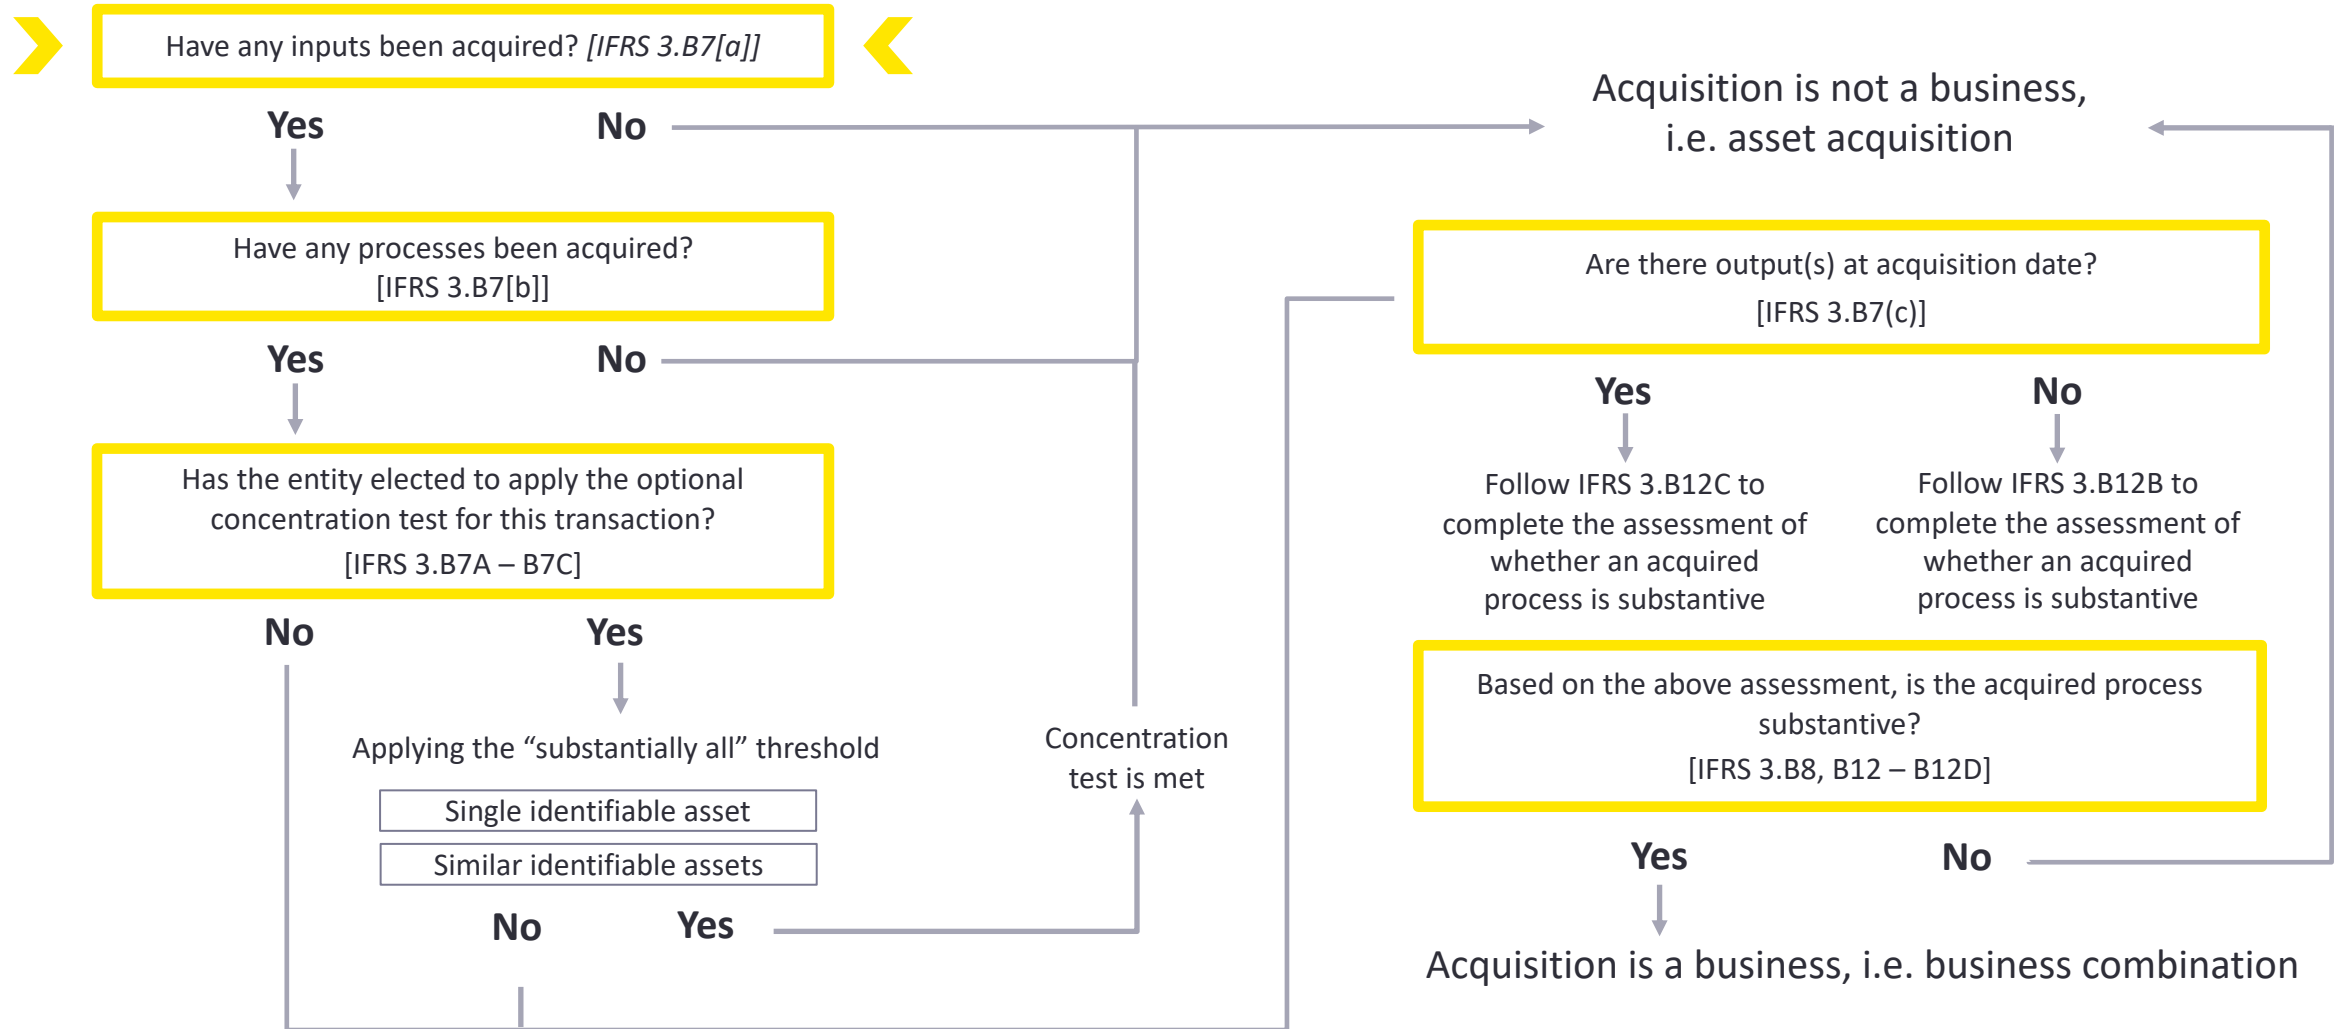 Have any inputs been acquired? [IFRS 3.B7[a]]
Yes
No
Have any processes been acquired?
[IFRS 3.B7[b]]
Yes
No
Has the entity elected to apply the optional
concentration test for this transaction?
[IFRS 3.B7A – B7C]
No
Yes
Applying the “substantially all” threshold
Single identifiable asset
Similar identifiable assets
No
Yes
Concentration
test is met
Acquisition is not a business,
i.e. asset acquisition
Are there output(s) at acquisition date?
[IFRS 3.B7(c)]
Yes
No
Follow IFRS 3.B12C to
complete the assessment of
whether an acquired
process is substantive
Follow IFRS 3.B12B to
complete the assessment of
whether an acquired
process is substantive
Based on the above assessment, is the acquired process
substantive?
[IFRS 3.B8, B12 – B12D]
Yes
No
Acquisition is a business, i.e. business combination